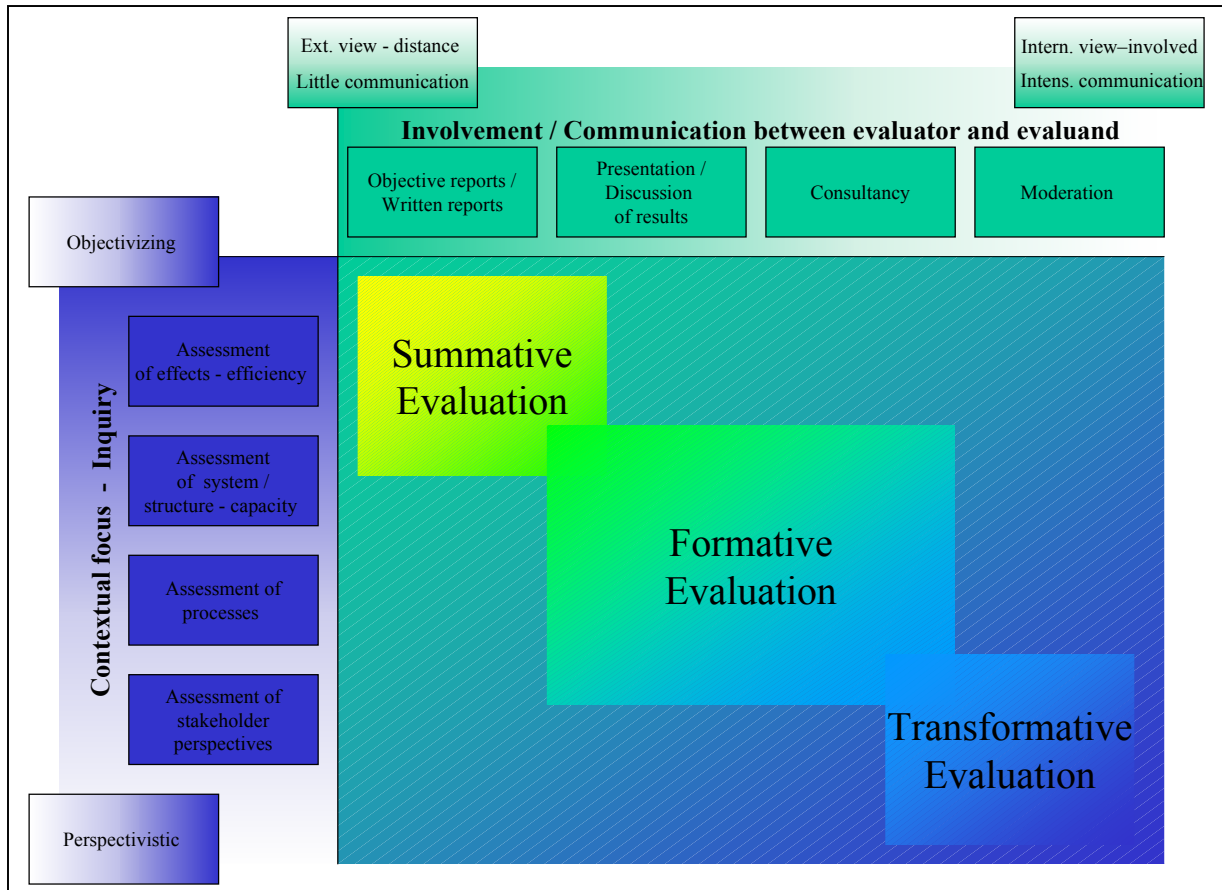 Ext. view - distance
Little communication
Intern. view–involved
Intens. communication
Involvement / Communication between evaluator and evaluand
Objective reports /
Written reports
Presentation /
Discussion
of results
Consultancy
Moderation
Objectivizing
Contextual focus - Inquiry
Assessment
of effects - efficiency
Assessment
of system /
structure - capacity
Assessment of
processes
Assessment of
stakeholder
perspectives
Perspectivistic
Summative
Evaluation
Formative
Evaluation
Transformative
Evaluation